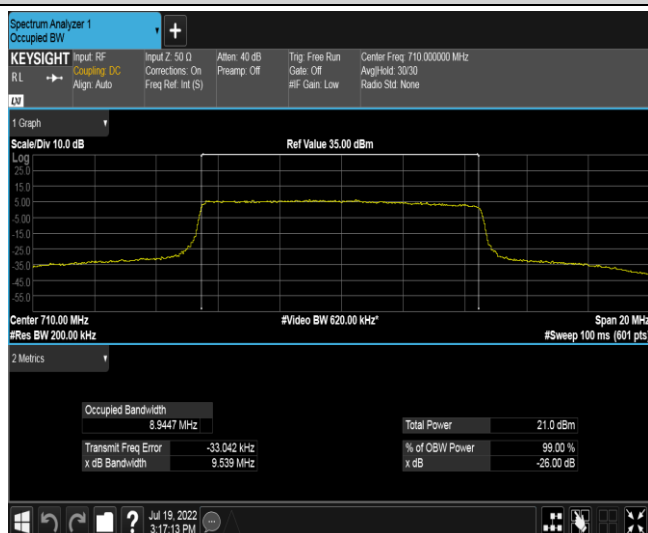 Spectrum Analyzer 1
Occupied BW
+
KEYSIGHT
R L
LXI
Input: RF
Coupling: DC
Align: Auto
Input Z: 50 Ω
Corrections: On
Freq Ref: Int (S)
Atten: 40 dB
Preamp: Off
Trig: Free Run
Gate: Off
#IF Gain: Low
Center Freq: 710.000000 MHz
Avg|Hold: 30/30
Radio Std: None
1 Graph
Scale/Div 10.0 dB
Ref Value 35.00 dBm
Log
25.0
15.0
5.00
-5.00
-15.0
-25.0
-35.0
-45.0
-55.0
Center 710.00 MHz
#Video BW 620.00 kHz*
Span 20 MHz
#Res BW 200.00 kHz
#Sweep 100 ms (601 pts)
2 Metrics
Occupied Bandwidth
8.9447 MHz
Total Power 21.0 dBm
Transmit Freq Error -33.042 kHz
% of OBW Power 99.00 %
x dB Bandwidth 9.539 MHz
x dB -26.00 dB
?
Jul 19, 2022
3:17:13 PM